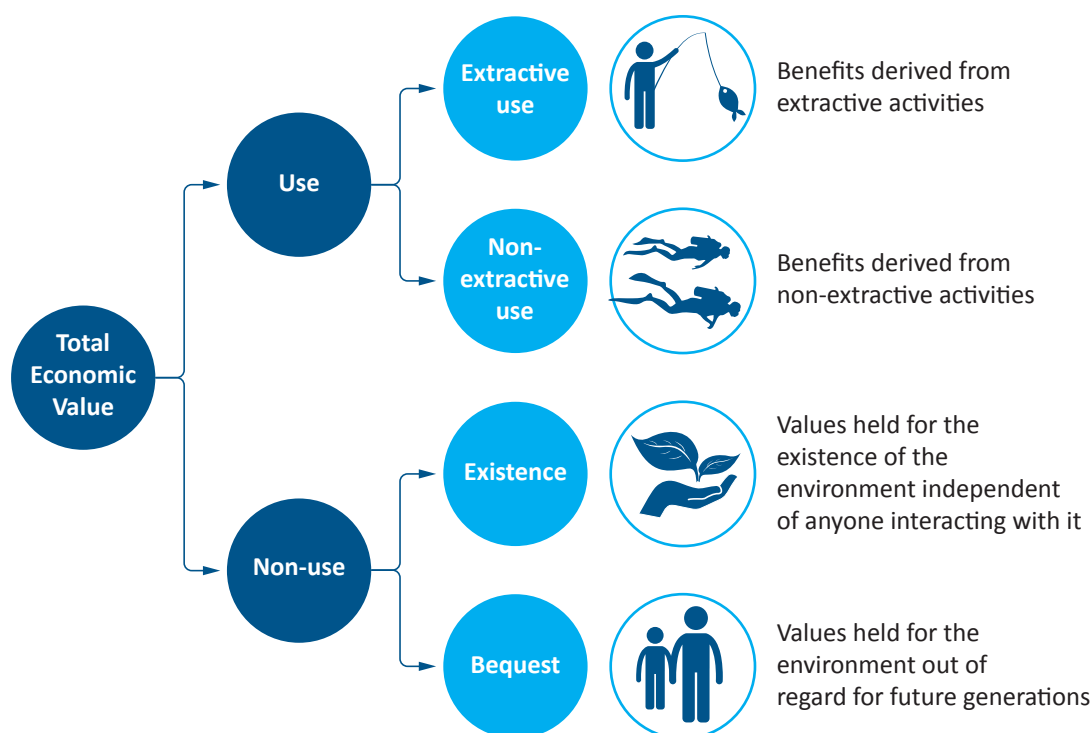 Total
Economic
Value
Use
Extractive
use
Benefits derived from
extractive activities
Non-
extractive
use
Benefits derived from
non-extractive activities
Non-use
Existence
Values held for the
existence of the
environment independent
of anyone interacting with it
Bequest
Values held for the
environment out of
regard for future generations